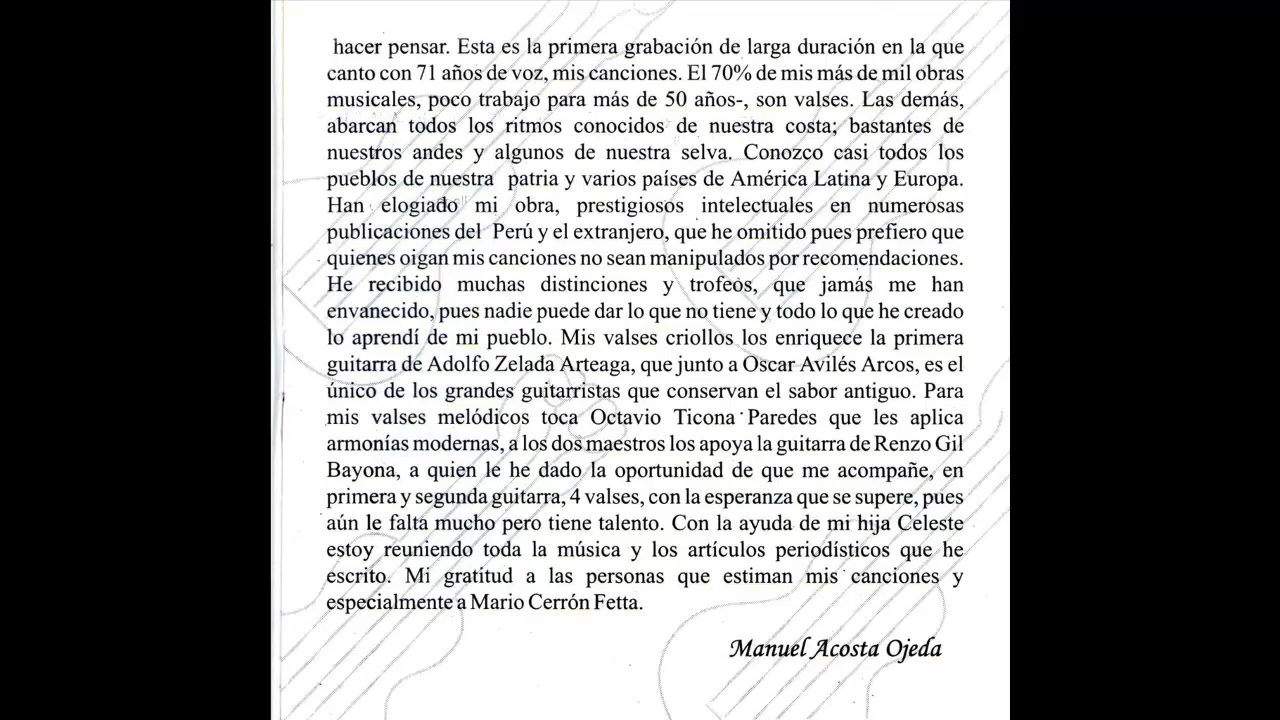 hacer pensar. Esta es la primera grabación de larga duración en la que
canto con 71 años de voz, mis canciones. El 70% de mis más de mil obras
musicales, poco trabajo para más de 50 años-, son valses. Las demás,
abarcan todos los ritmos conocidos de nuestra costa; bastantes de
nuestros andes y algunos de nuestra selva. Conozco casi todos los
pueblos de nuestra patria y varios países de América Latina y Europa.
Han elogiado mi obra, prestigiosos intelectuales en numerosas
publicaciones del Perú y el extranjero, que he omitido pues prefiero que
quienes oigan mis canciones no sean manipulados por recomendaciones.
He recibido muchas distinciones y trofeos, que jamás me han
envanecido, pues nadie puede dar lo que no tiene y todo lo que he creado
lo aprendí de mi pueblo. Mis valses criollos los enriquece la primera
guitarra de Adolfo Zelada Arteaga, que junto a Oscar Avilés Arcos, es el
único de los grandes guitarristas que conservan el sabor antiguo. Para
mis valses melódicos toca Octavio Ticona Paredes que les aplica
armonías modernas, a los dos maestros los apoya la guitarra de Renzo Gil
Bayona, a quien le he dado la oportunidad de que me acompañe, en
primera y segunda guitarra, 4 valses, con la esperanza que se supere, pues
aún le falta mucho pero tiene talento. Con la ayuda de mi hija Celeste
estoy reuniendo toda la música y los artículos periodísticos que he
escrito. Mi gratitud a las personas que estiman mis canciones y
especialmente a Mario Cerrón Fetta.
Manuel Acosta Ojeda